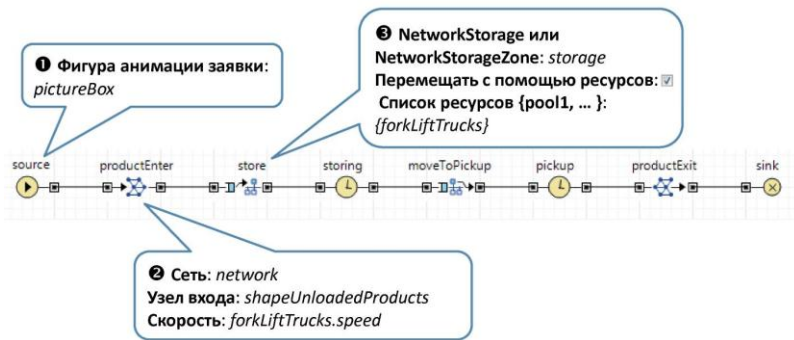 ❶ Фигура анимации заявки:
pictureBox
❸ NetworkStorage или
NetworkStorageZone: storage
Перемещать с помощью ресурсов: ☑
Список ресурсов {pool1, ... }:
{forkLiftTrucks}
source productEnter store storing moveToPickup pickup productExit sink
❷ Сеть: network
Узел входа: shapeUnloadedProducts
Скорость: forkLiftTrucks.speed